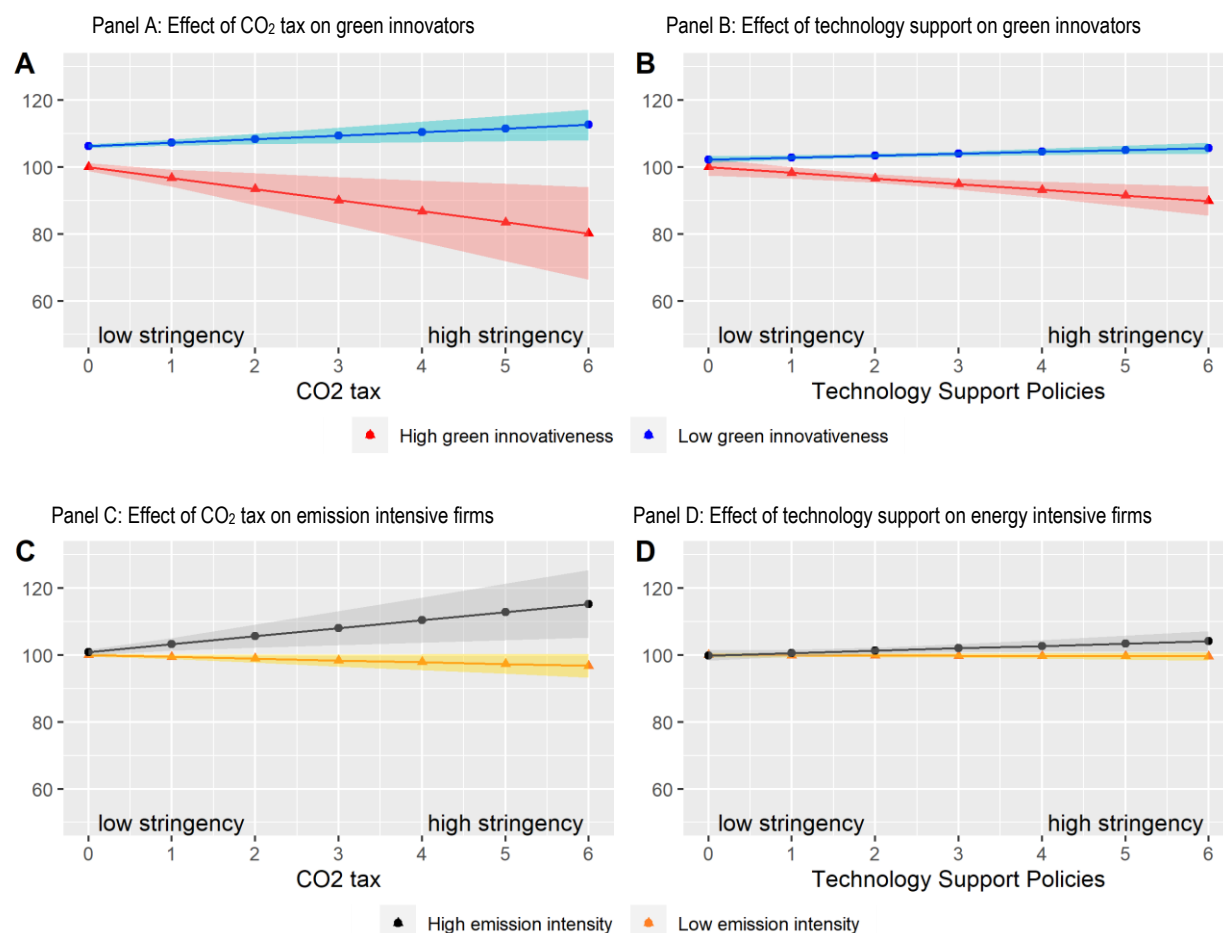 Panel A: Effect of CO₂ tax on green innovators
Panel B: Effect of technology support on green innovators
A
120
100
80
60
low stringency high stringency
0 1 2 3 4 5 6
CO2 tax
B
120
100
80
60
low stringency high stringency
0 1 2 3 4 5 6
Technology Support Policies
High green innovativeness Low green innovativeness
Panel C: Effect of CO₂ tax on emission intensive firms
Panel D: Effect of technology support on energy intensive firms
C
120
100
80
60
low stringency high stringency
0 1 2 3 4 5 6
CO2 tax
D
120
100
80
60
low stringency high stringency
0 1 2 3 4 5 6
Technology Support Policies
High emission intensity Low emission intensity